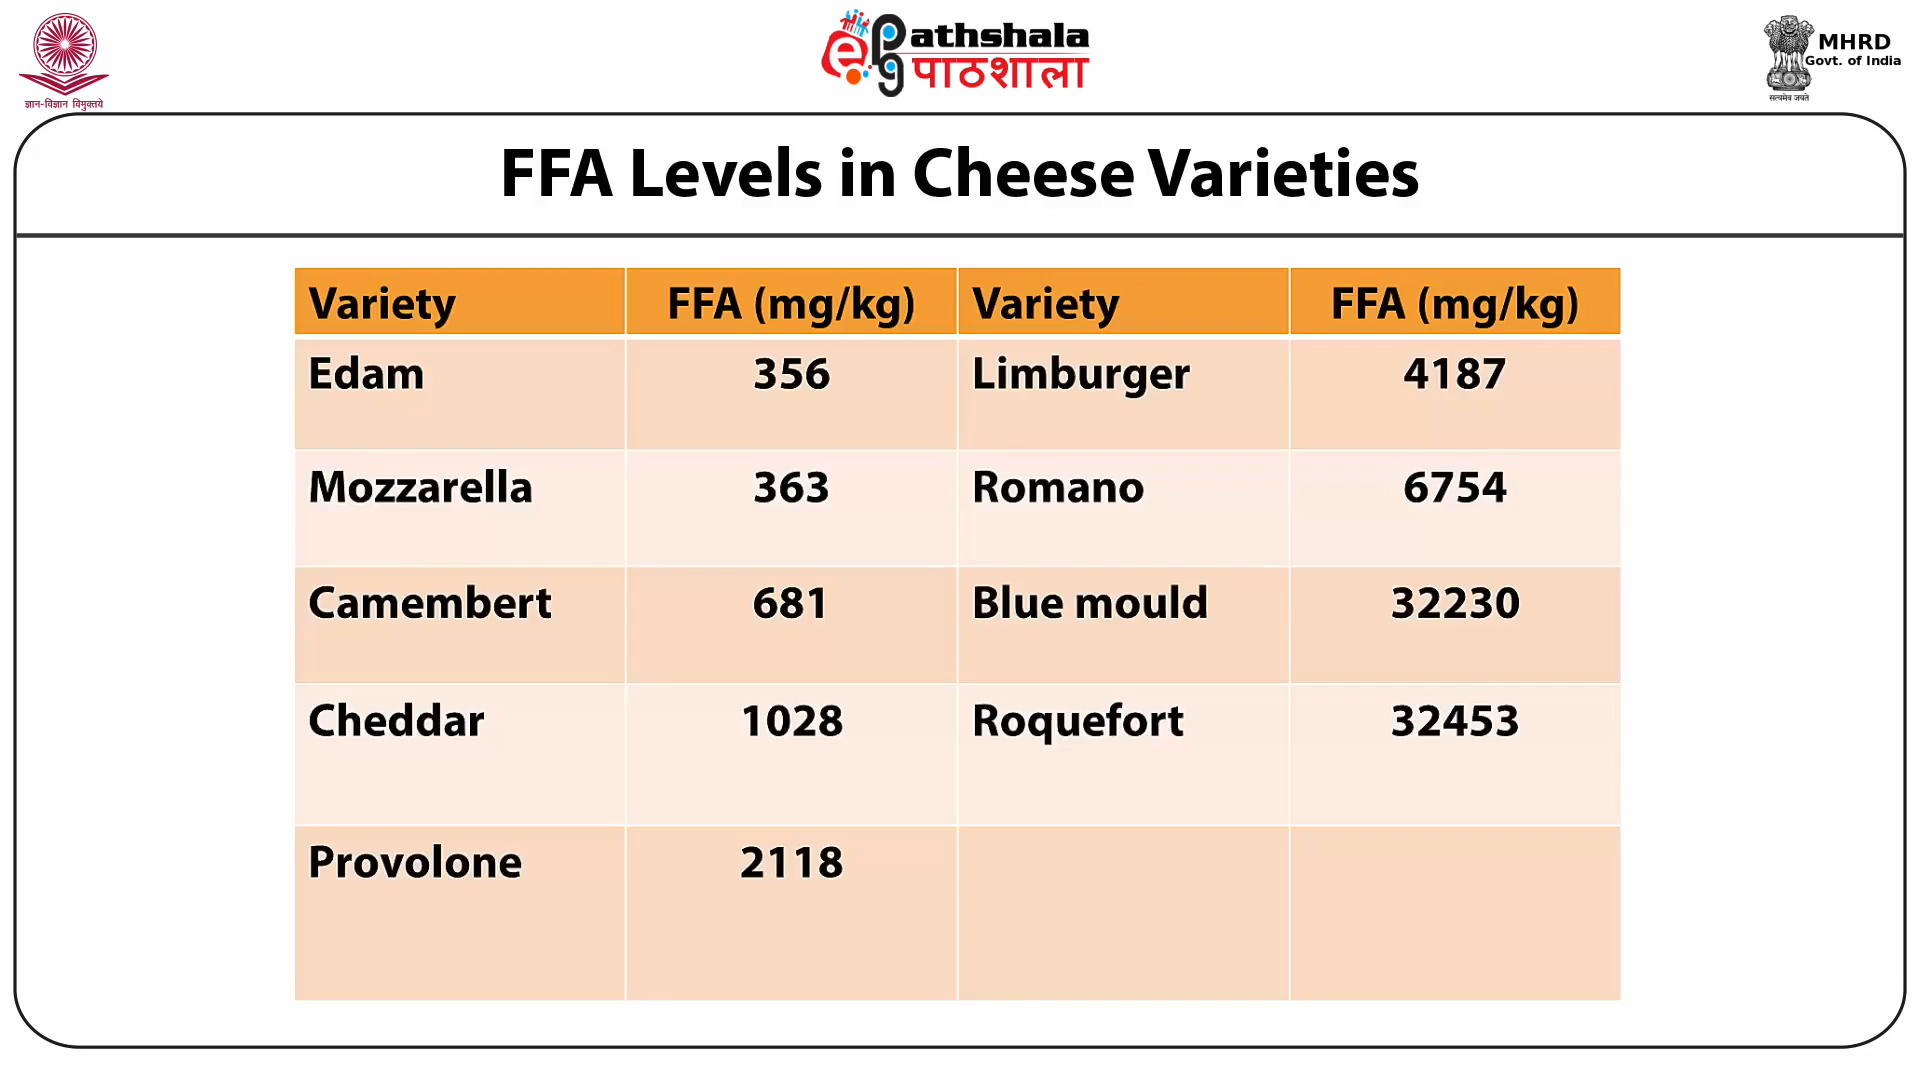 ज्ञान-विज्ञान विमुक्तये
ePathshala
पाठशाला
MHRD
Govt. of India
सत्यमेव जयते
FFA Levels in Cheese Varieties
Variety FFA (mg/kg) Variety FFA (mg/kg)
Edam 356 Limburger 4187
Mozzarella 363 Romano 6754
Camembert 681 Blue mould 32230
Cheddar 1028 Roquefort 32453
Provolone 2118